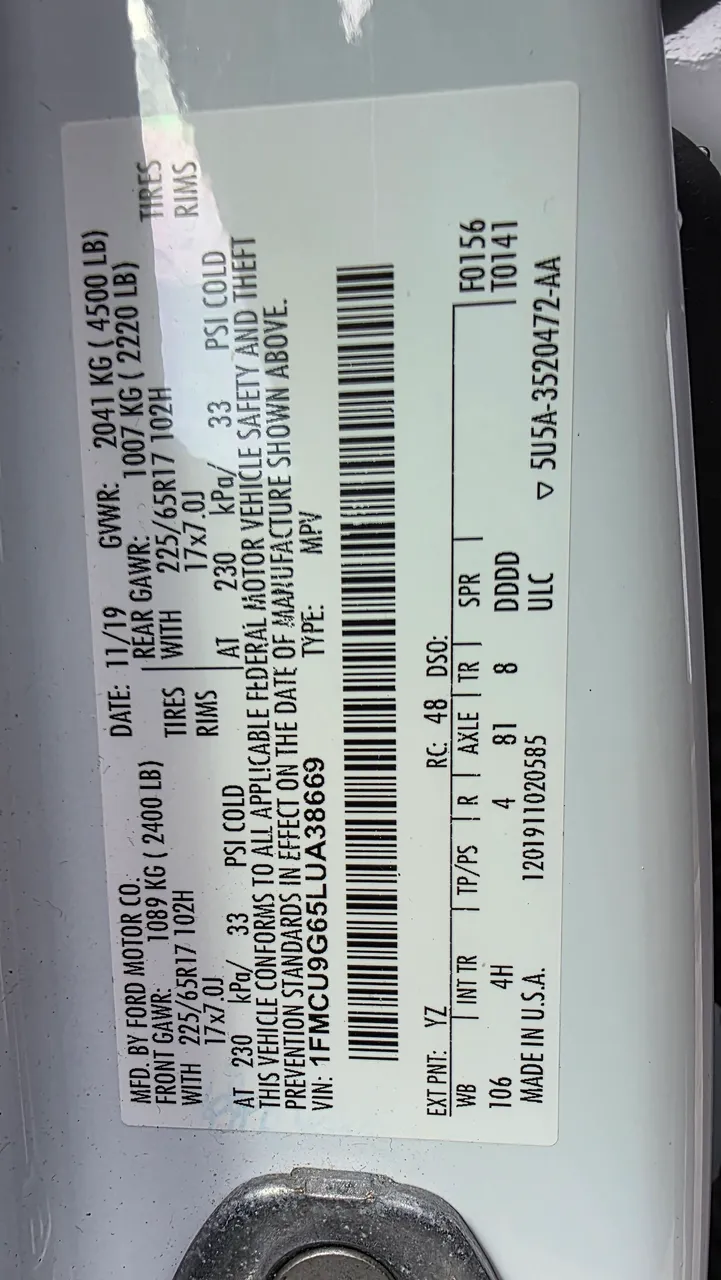 MFD. BY FORD MOTOR CO. DATE: 11/19 GVWR: 2041 KG ( 4500 LB)
FRONT GAWR: 1089 KG ( 2400 LB) REAR GAWR: 1007 KG ( 2220 LB)
WITH 225/65R17 102H TIRES WITH 225/65R17 102H TIRES
17x7.0J RIMS 17x7.0J RIMS
AT 230 kPa/ 33 PSI COLD AT 230 kPa/ 33 PSI COLD
THIS VEHICLE CONFORMS TO ALL APPLICABLE FEDERAL MOTOR VEHICLE SAFETY AND THEFT
PREVENTION STANDARDS IN EFFECT ON THE DATE OF MANUFACTURE SHOWN ABOVE.
VIN: 1FMCU9G65LUA38669 TYPE: MPV
EXT PNT: YZ RC: 48 DSO:
WB INT TR TP/PS R AXLE TR SPR F0156
106 4H 4 81 8 DDDD T0141
MADE IN U.S.A. 1201911020585 ULC ▽ 5U5A-3520472-AA